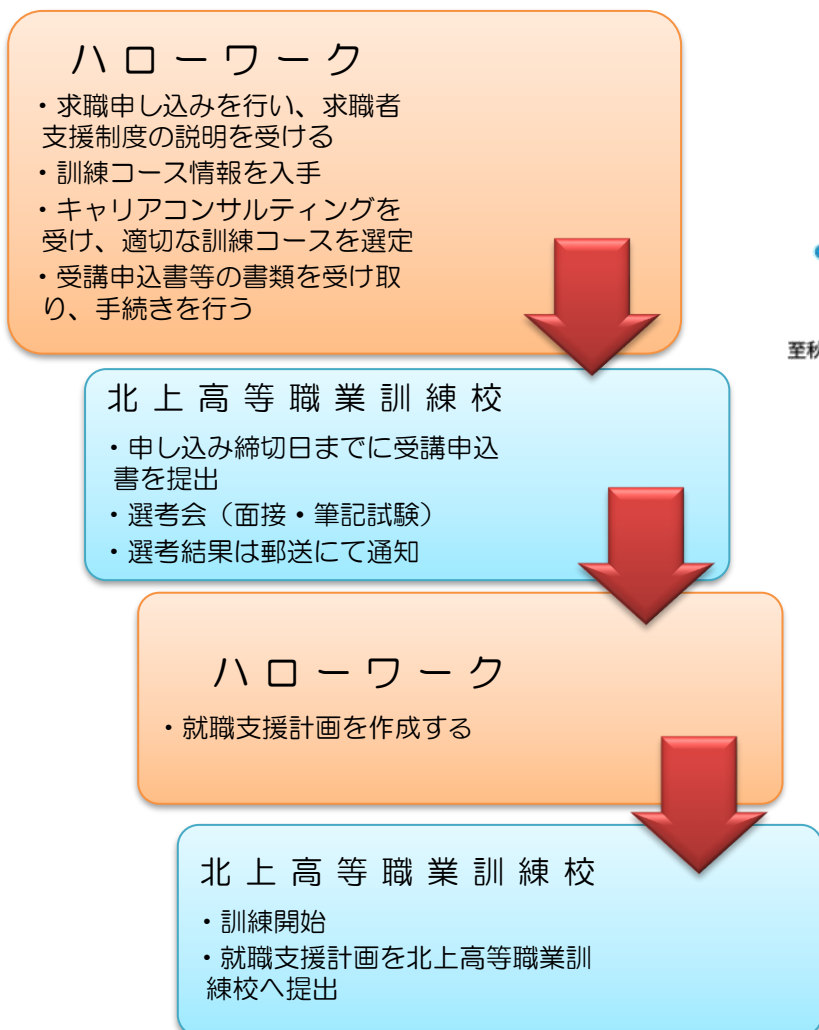 ハローワーク
・求職申し込みを行い、求職者
支援制度の説明を受ける
・訓練コース情報を入手
・キャリアコンサルティングを
受け、適切な訓練コースを選定
・受講申込書等の書類を受け取
り、手続きを行う
至秋
北上高等職業訓練校
・申し込み締切日までに受講申込
書を提出
・選考会（面接・筆記試験）
・選考結果は郵送にて通知
ハローワーク
・就職支援計画を作成する
北上高等職業訓練校
・訓練開始
・就職支援計画を北上高等職業訓
練校へ提出